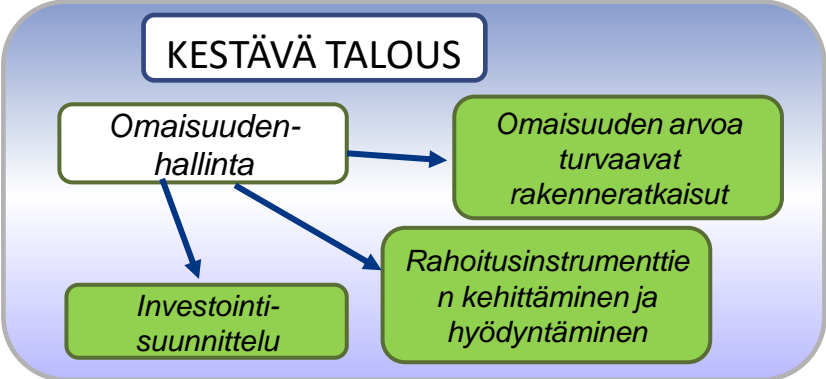 KESTÄVÄ TALOUS
Omaisuuden-
hallinta
Omaisuuden arvoa
turvaavat
rakenneratkaisut
Rahoitusinstrumenttie
n kehittäminen ja
hyödyntäminen
Investointi-
suunnittelu